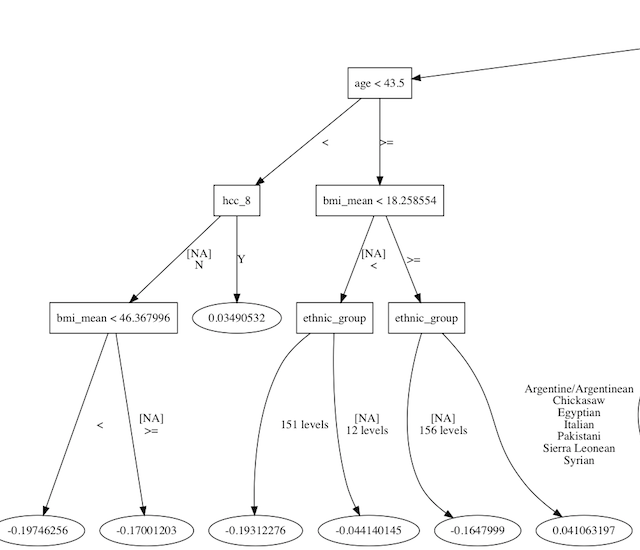 age < 43.5
<
>=
hcc_8
bmi_mean < 18.258554
[NA]
N
Y
[NA]
<
>=
bmi_mean < 46.367996
0.03490532
ethnic_group
ethnic_group
<
[NA]
>=
151 levels
[NA]
12 levels
[NA]
156 levels
Argentine/Argentinean
Chickasaw
Egyptian
Italian
Pakistani
Sierra Leonean
Syrian
-0.19746256
-0.17001203
-0.19312276
-0.044140145
-0.1647999
0.041063197